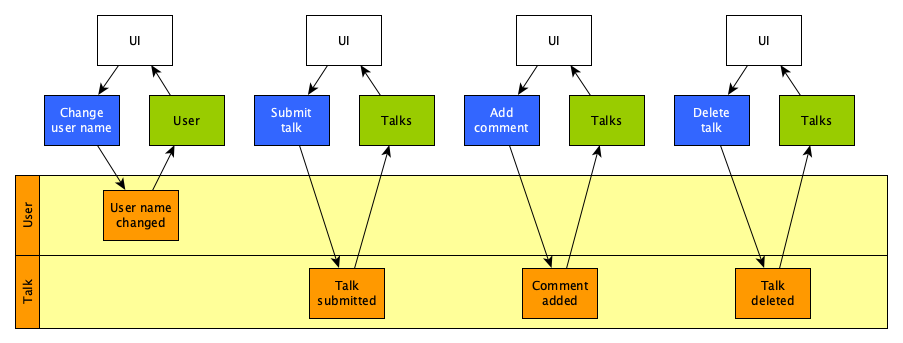 UI
UI
UI
UI
Change
user name
User
Submit
talk
Talks
Add
comment
Talks
Delete
talk
Talks
User
User name
changed
Talk
Talk
submitted
Comment
added
Talk
deleted